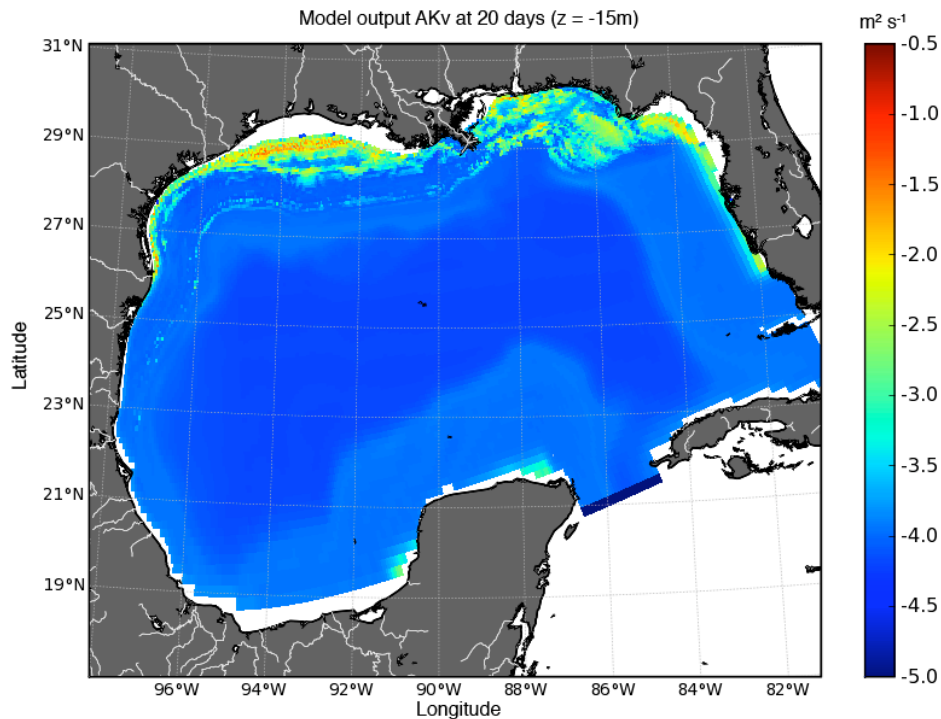 Model output AKv at 20 days (z = -15m)
m² s⁻¹
31°N
29°N
27°N
25°N
23°N
21°N
19°N
Latitude
96°W 94°W 92°W 90°W 88°W 86°W 84°W 82°W
Longitude
-0.5
-1.0
-1.5
-2.0
-2.5
-3.0
-3.5
-4.0
-4.5
-5.0